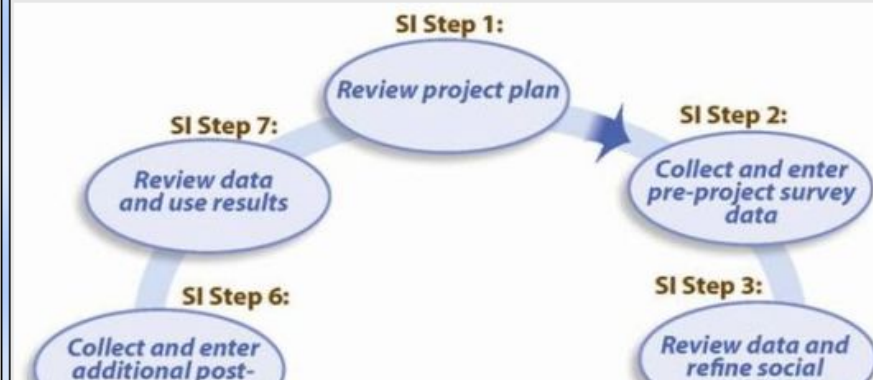 SI Step 1:
Review project plan
SI Step 2:
Collect and enter
pre-project survey
data
SI Step 3:
Review data and
refine social
SI Step 7:
Review data
and use results
SI Step 6:
Collect and enter
additional post-